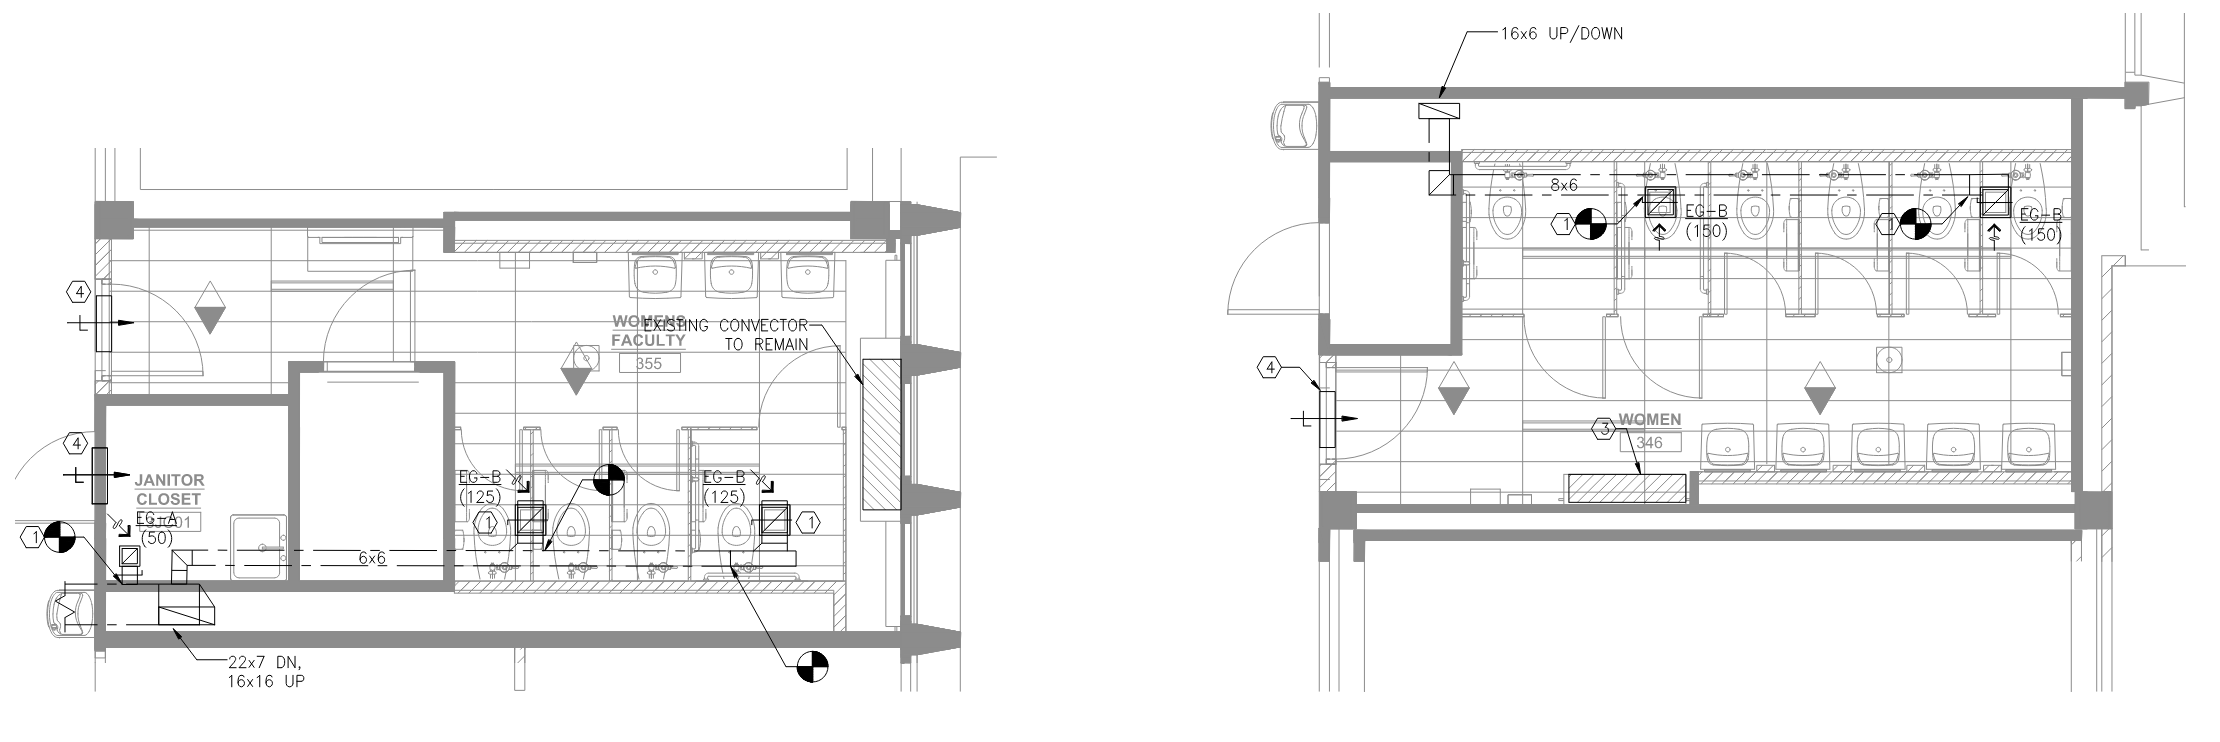 16x6 UP/DOWN
8x6
1
EG-B
(150)
1
EG-B
(150)
4
WOMENS
FACULTY
355
EXISTING CONVECTOR
TO REMAIN
4
WOMEN
346
3
4
JANITOR
CLOSET
EG-A
(50)
1
EG-B
(125)
1
EG-B
(125)
1
6x6
22x7 DN,
16x16 UP